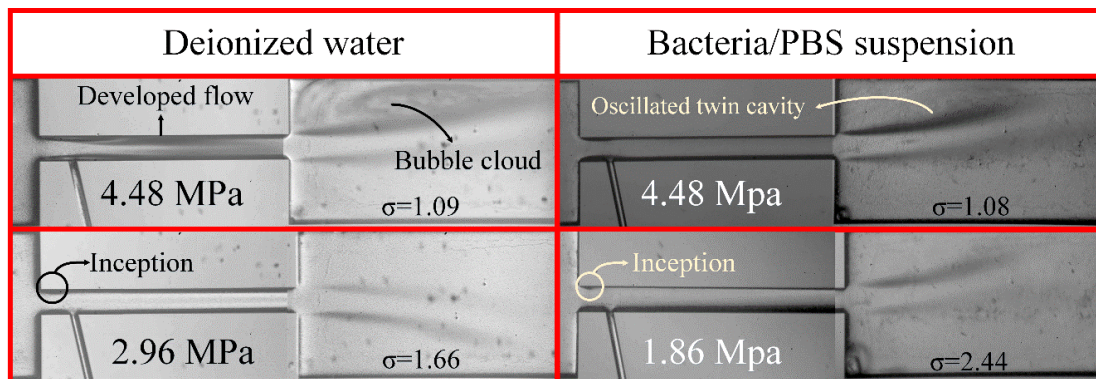 Deionized water
Bacteria/PBS suspension
Developed flow
Bubble cloud
4.48 MPa
σ=1.09
Oscillated twin cavity
4.48 Mpa
σ=1.08
Inception
2.96 MPa
σ=1.66
Inception
1.86 Mpa
σ=2.44